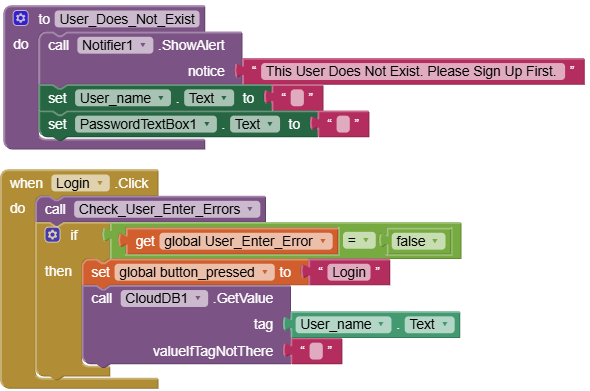 to User_Does_Not_Exist
do call Notifier1 .ShowAlert
notice " This User Does Not Exist. Please Sign Up First. "
set User_name . Text to " "
set PasswordTextBox1 . Text to " "
when Login .Click
do call Check_User_Enter_Errors
if get global User_Enter_Error = false
then set global button_pressed to " Login "
call CloudDB1 .GetValue
tag User_name . Text
valueIfTagNotThere " "